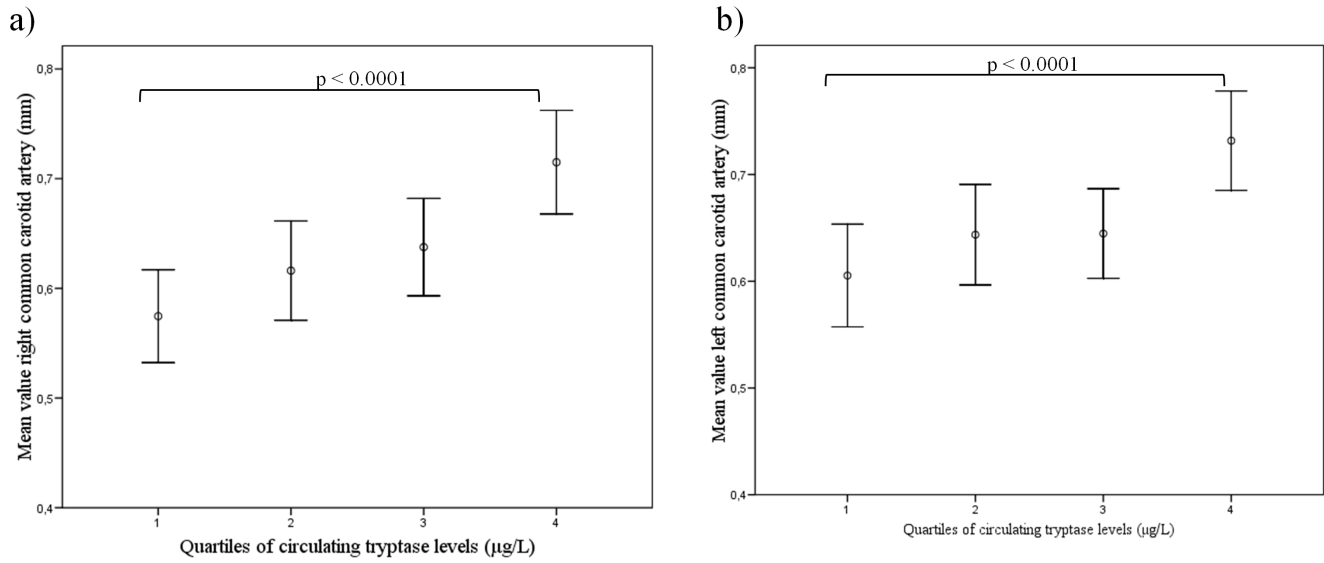 a)
p < 0.0001
Mean value right common carotid artery (mm)
0,8
0,7
0,6
0,5
0,4
1 2 3 4
Quartiles of circulating tryptase levels (µg/L)
b)
p < 0.0001
Mean value left common carotid artery (mm)
0,8
0,7
0,6
0,5
0,4
1 2 3 4
Quartiles of circulating tryptase levels (µg/L)